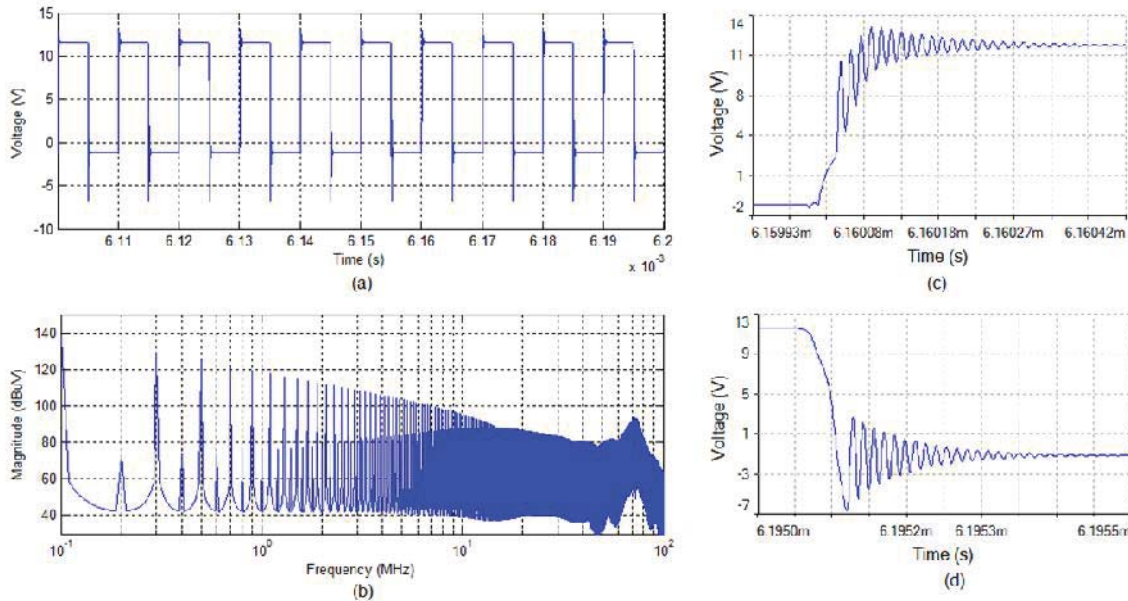 15
10
5
0
-5
-10
Voltage (V)
6.11 6.12 6.13 6.14 6.15 6.16 6.17 6.18 6.19 6.2
Time (s)
x 10⁻³
(a)
14
11
8
4
1
-2
Voltage (V)
6.15993m 6.16008m 6.16018m 6.16027m 6.16042m
Time (s)
(c)
140
120
100
80
60
40
Magnitude (dBuV)
10⁻¹ 10⁰ 10¹ 10²
Frequency (MHz)
(b)
13
9
5
1
-3
-7
Voltage (V)
6.1950m 6.1952m 6.1953m 6.1955m
Time (s)
(d)